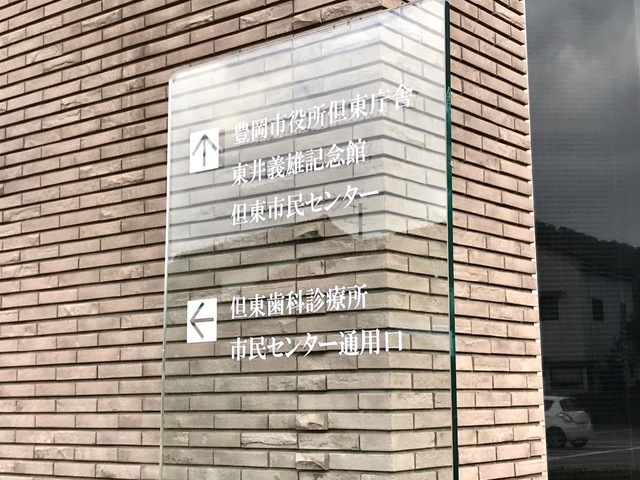 豊岡市役所但東庁舎
東井義雄記念館
但東市民センター
但東歯科診療所
市民センター通用口